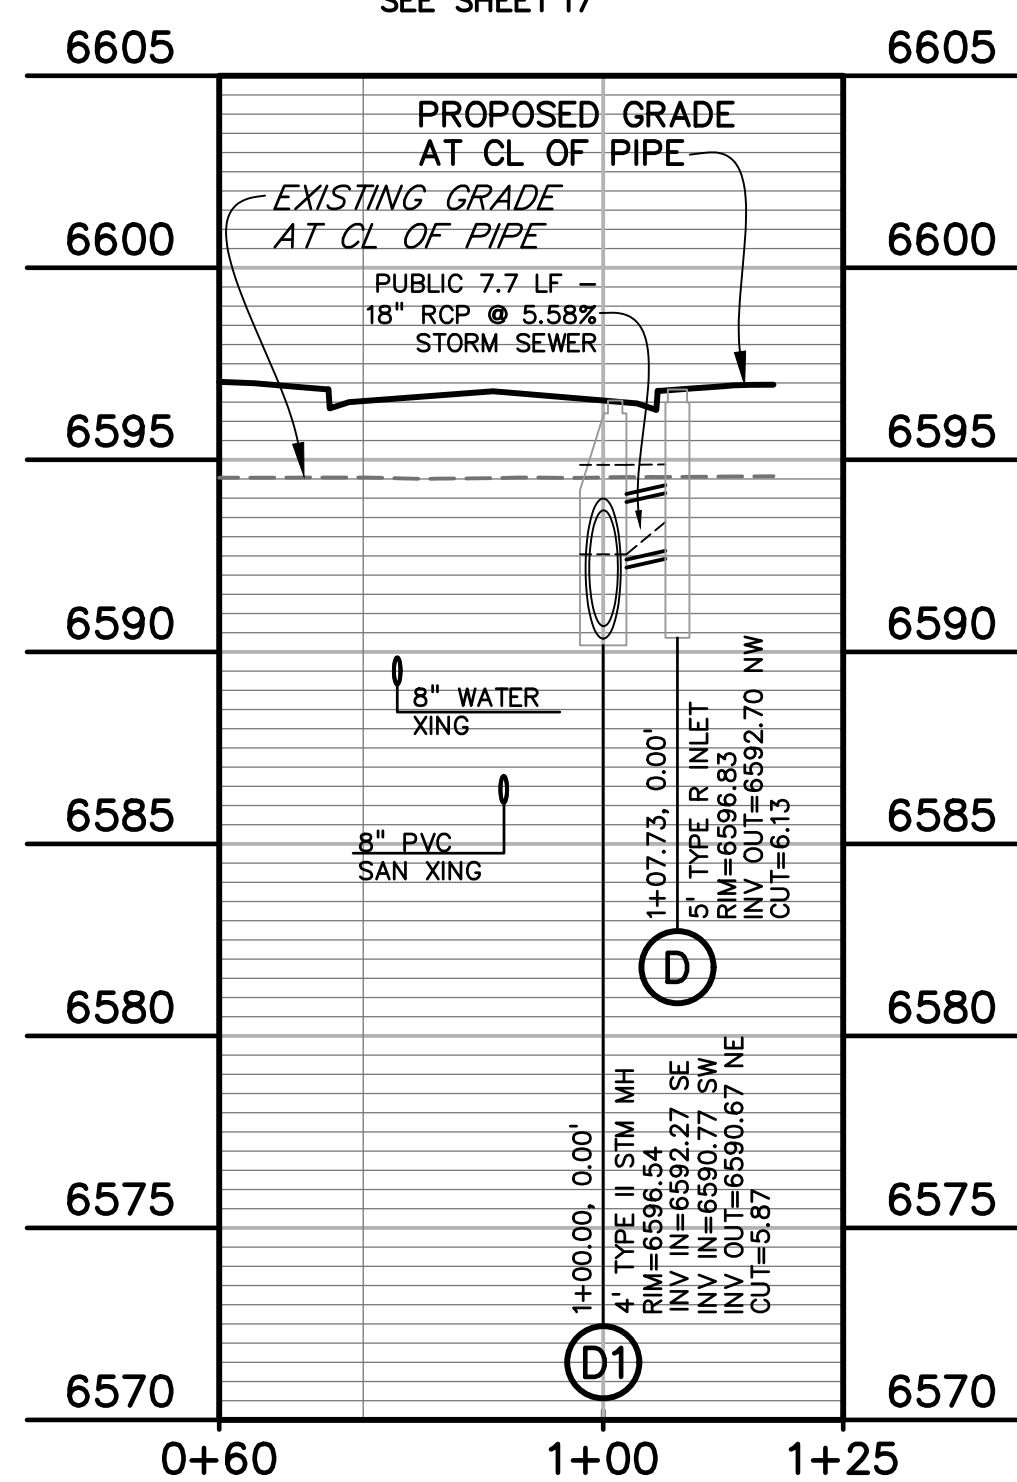 SEE SHEET 17
6605
6605
PROPOSED GRADE
AT CL OF PIPE
EXISTING GRADE
AT CL OF PIPE
6600
6600
PUBLIC 7.7 LF –
18" RCP @ 5.58%
STORM SEWER
6595
6595
6590
6590
8" WATER
XING
6585
6585
8" PVC
SAN XING
1+07.73, 0.00'
5' TYPE R INLET
RIM=6596.83
INV OUT=6592.70 NW
CUT=6.13
D
6580
6580
1+00.00, 0.00'
4' TYPE II STM MH
RIM=6596.54
INV IN=6592.27 SE
INV IN=6590.77 SW
INV OUT=6590.67 NE
CUT=5.87
6575
6575
D1
6570
6570
0+60
1+00
1+25